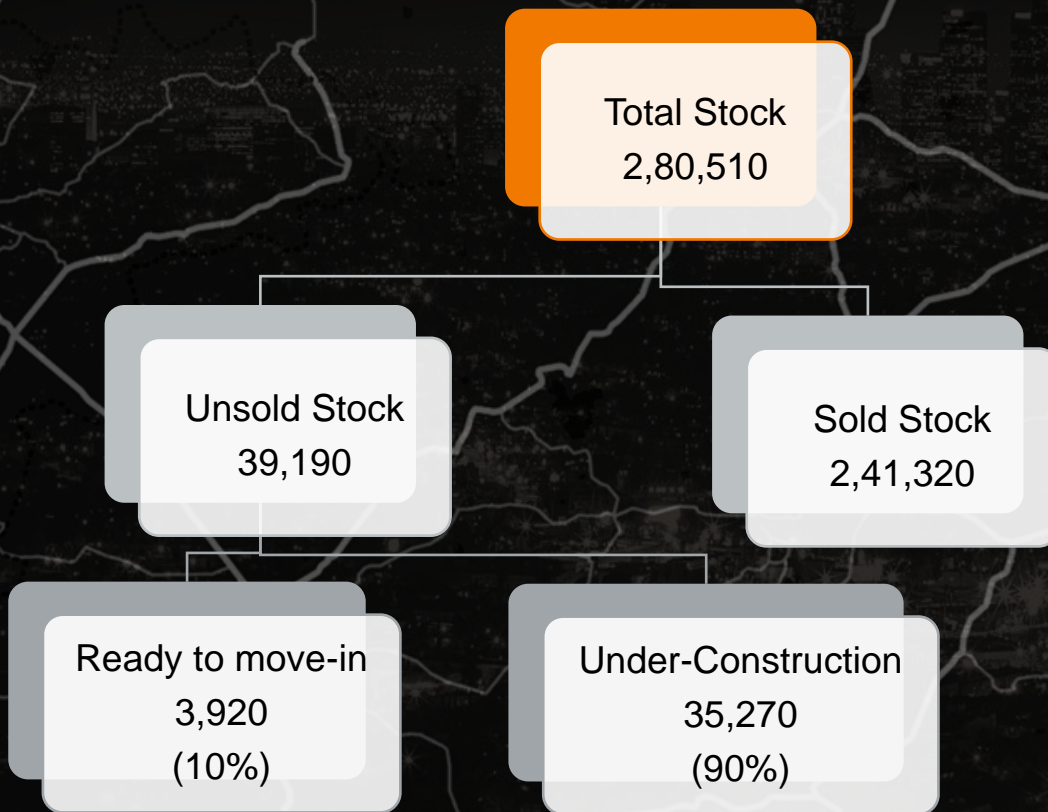 Total Stock
2,80,510
Unsold Stock
39,190
Sold Stock
2,41,320
Ready to move-in
3,920
(10%)
Under-Construction
35,270
(90%)